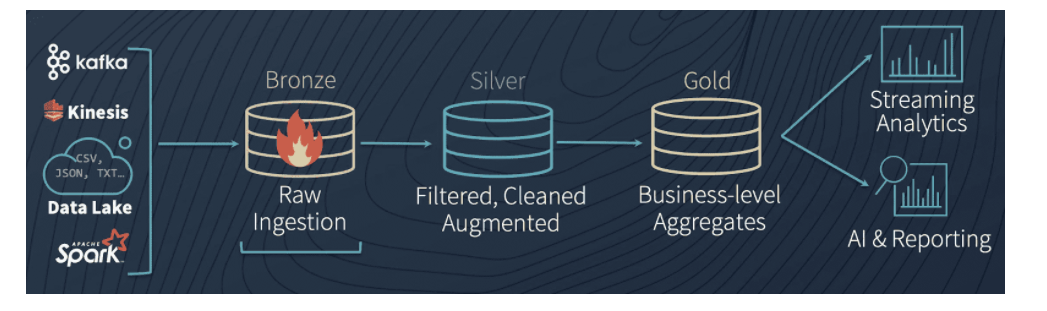 kafka
Kinesis
CSV,
JSON, TXT...
Data Lake
APACHE
Spark
Bronze
Raw
Ingestion
Silver
Filtered, Cleaned
Augmented
Gold
Business-level
Aggregates
Streaming
Analytics
AI & Reporting